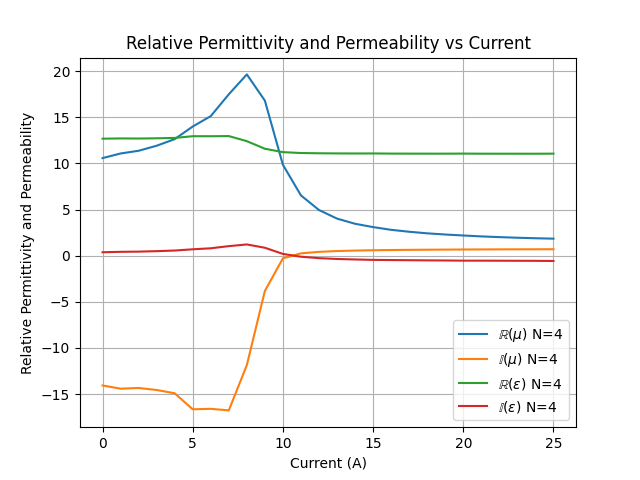 Relative Permittivity and Permeability vs Current
Relative Permittivity and Permeability
20
15
10
5
0
−5
−10
−15
0
5
10
15
20
25
Current (A)
ℝ(μ) N=4
𝕀(μ) N=4
ℝ(ε) N=4
𝕀(ε) N=4